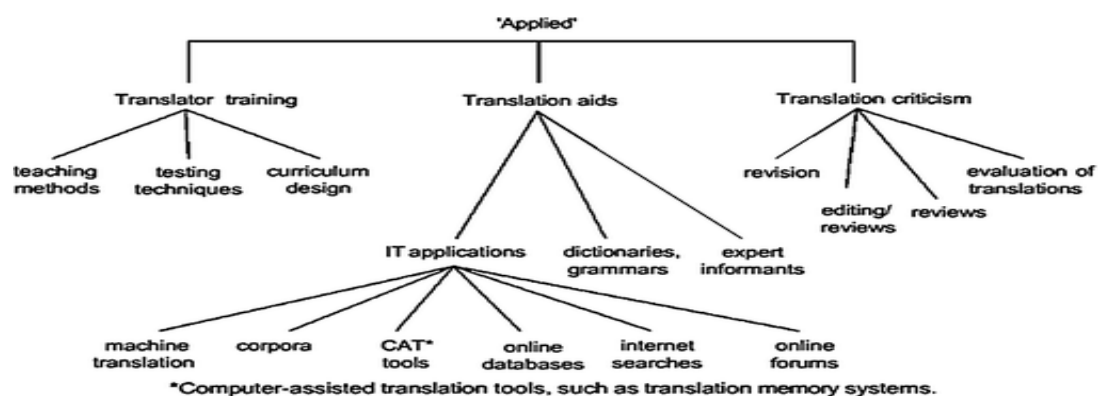 'Applied'
Translator training
Translation aids
Translation criticism
teaching
methods
testing
techniques
curriculum
design
revision
editing/
reviews
reviews
evaluation of
translations
IT applications
dictionaries,
grammars
expert
informants
machine
translation
corpora
CAT*
tools
online
databases
internet
searches
online
forums
*Computer-assisted translation tools, such as translation memory systems.